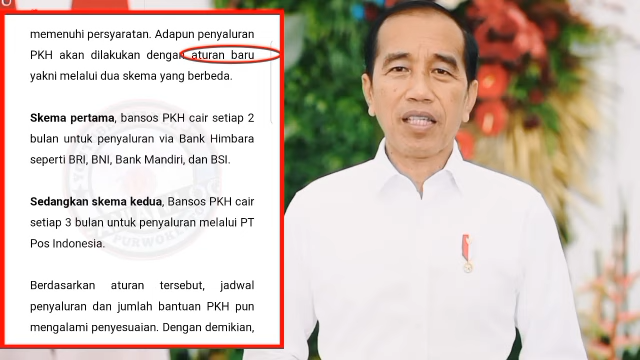 memenuhi persyaratan. Adapun penyaluran
PKH akan dilakukan dengan aturan baru
yakni melalui dua skema yang berbeda.
Skema pertama, bansos PKH cair setiap 2
bulan untuk penyaluran via Bank Himbara
seperti BRI, BNI, Bank Mandiri, dan BSI.
Sedangkan skema kedua, Bansos PKH cair
setiap 3 bulan untuk penyaluran melalui PT
Pos Indonesia.
Berdasarkan aturan tersebut, jadwal
penyaluran dan jumlah bantuan PKH pun
mengalami penyesuaian. Dengan demikian,